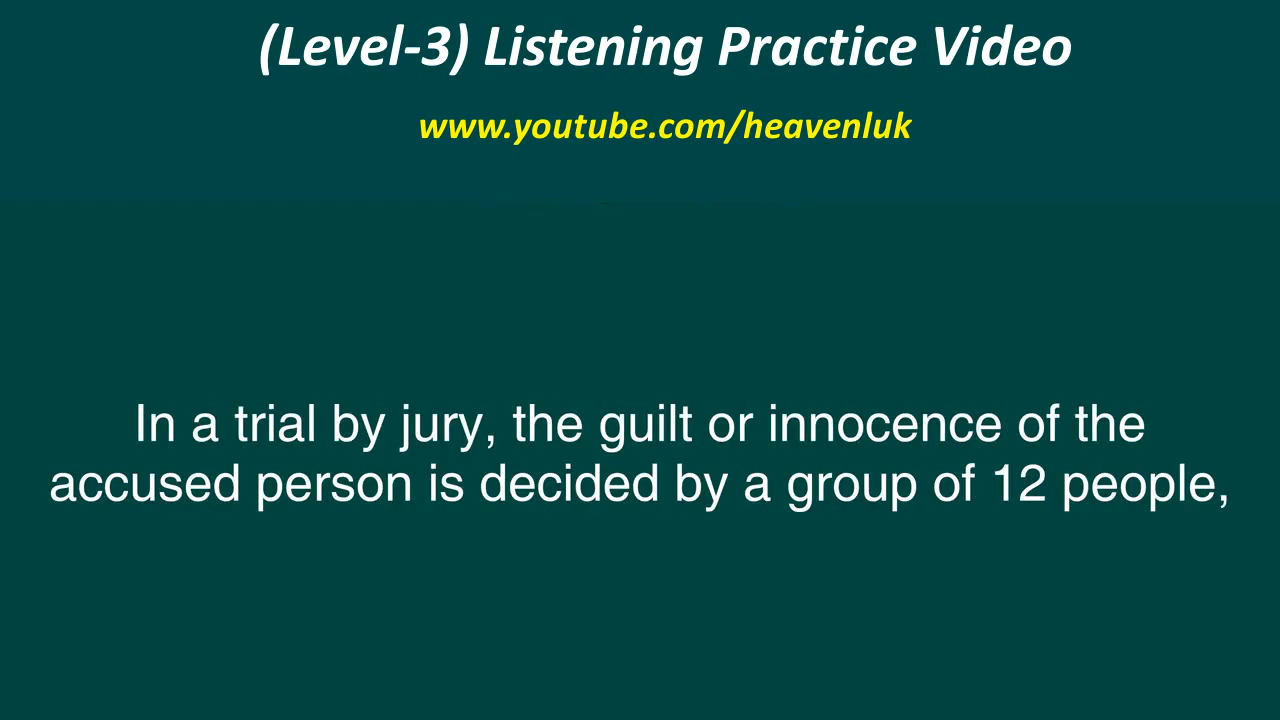 (Level-3) Listening Practice Video
www.youtube.com/heavenluk
In a trial by jury, the guilt or innocence of the
accused person is decided by a group of 12 people,